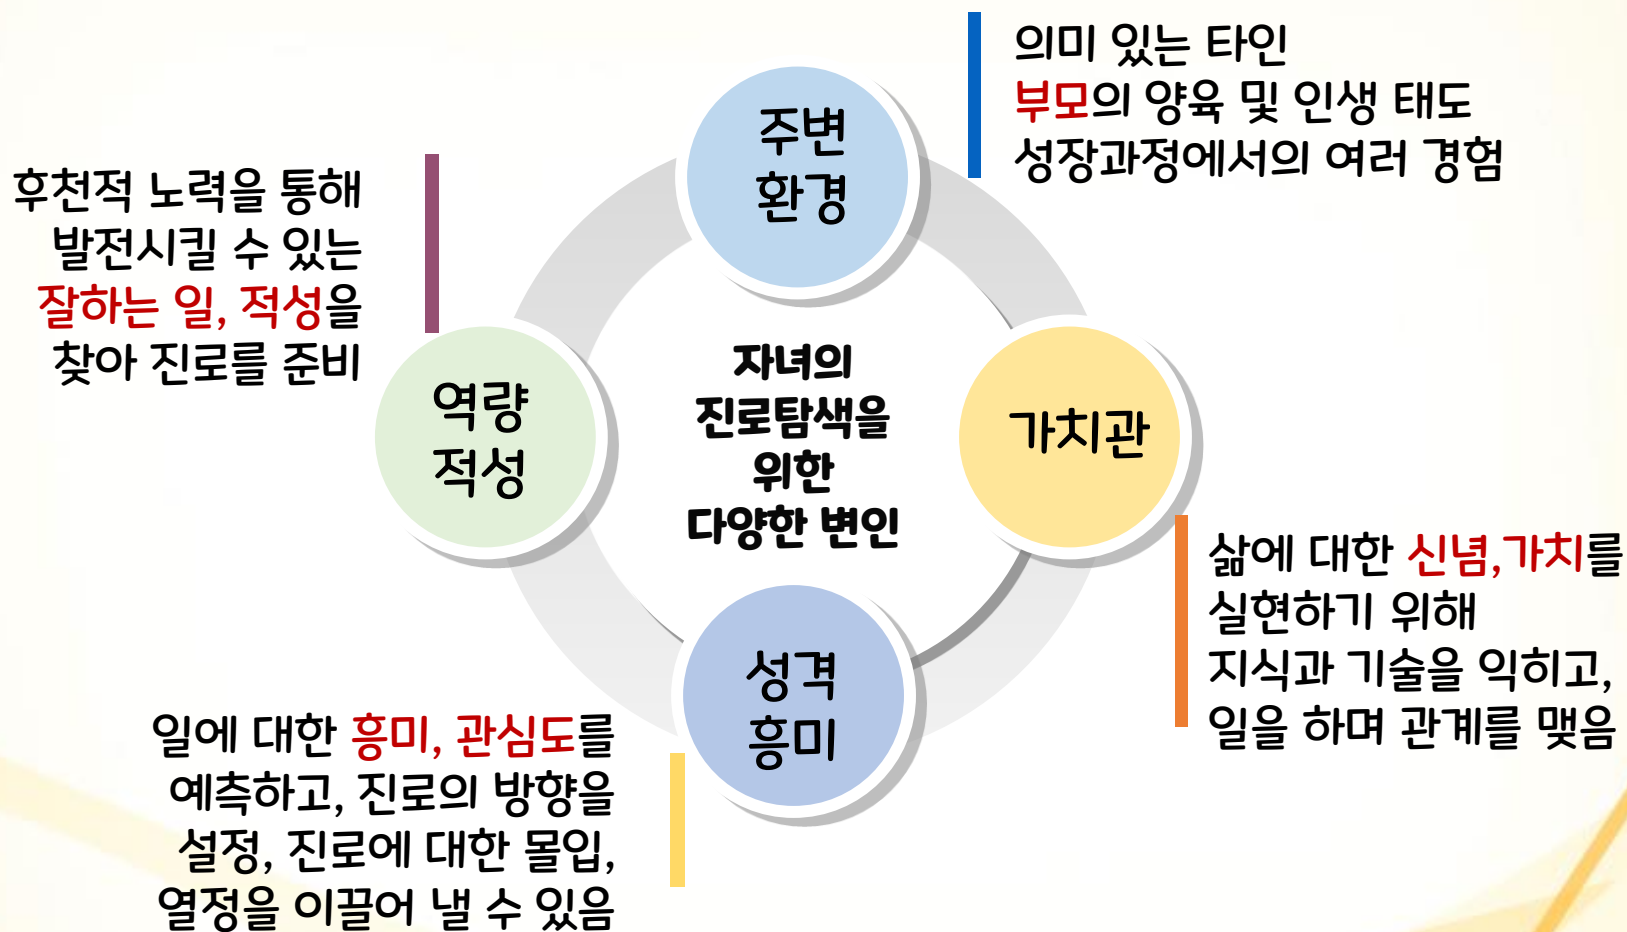 의미 있는 타인
부모의 양육 및 인생 태도
성장과정에서의 여러 경험
주변
환경
후천적 노력을 통해
발전시킬 수 있는
잘하는 일, 적성을
찾아 진로를 준비
역량
적성
자녀의
진로탐색을
위한
다양한 변인
가치관
삶에 대한 신념,가치를
실현하기 위해
지식과 기술을 익히고,
일을 하며 관계를 맺음
성격
흥미
일에 대한 흥미, 관심도를
예측하고, 진로의 방향을
설정, 진로에 대한 몰입,
열정을 이끌어 낼 수 있음